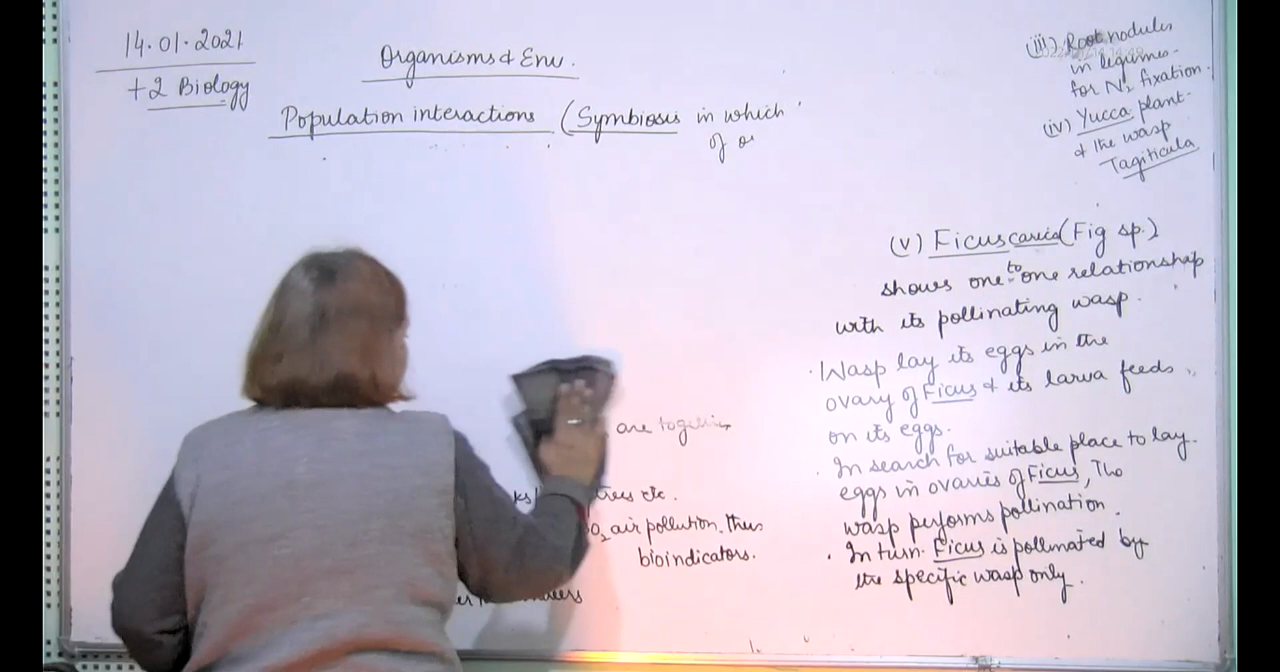 14.01.2021
+2 Biology
Organisms & Env.
Population interactions (Symbiosis in which
of
(iii) Root nodules
in legumes
for N2 fixation.
(iv) Yucca plant
& the wasp
Tagiticula
(v) Ficus carica (Fig sp.)
shows one to one relationship
with its pollinating wasp.
· Wasp lay its eggs in the
ovary of Ficus & its larva feeds
on its eggs.
· In search for suitable place to lay
eggs in ovaries of Ficus, The
wasp performs pollination.
· In turn Ficus is pollinated by
the specific wasp only.
are
trees etc.
air pollution. thus
bioindicators.